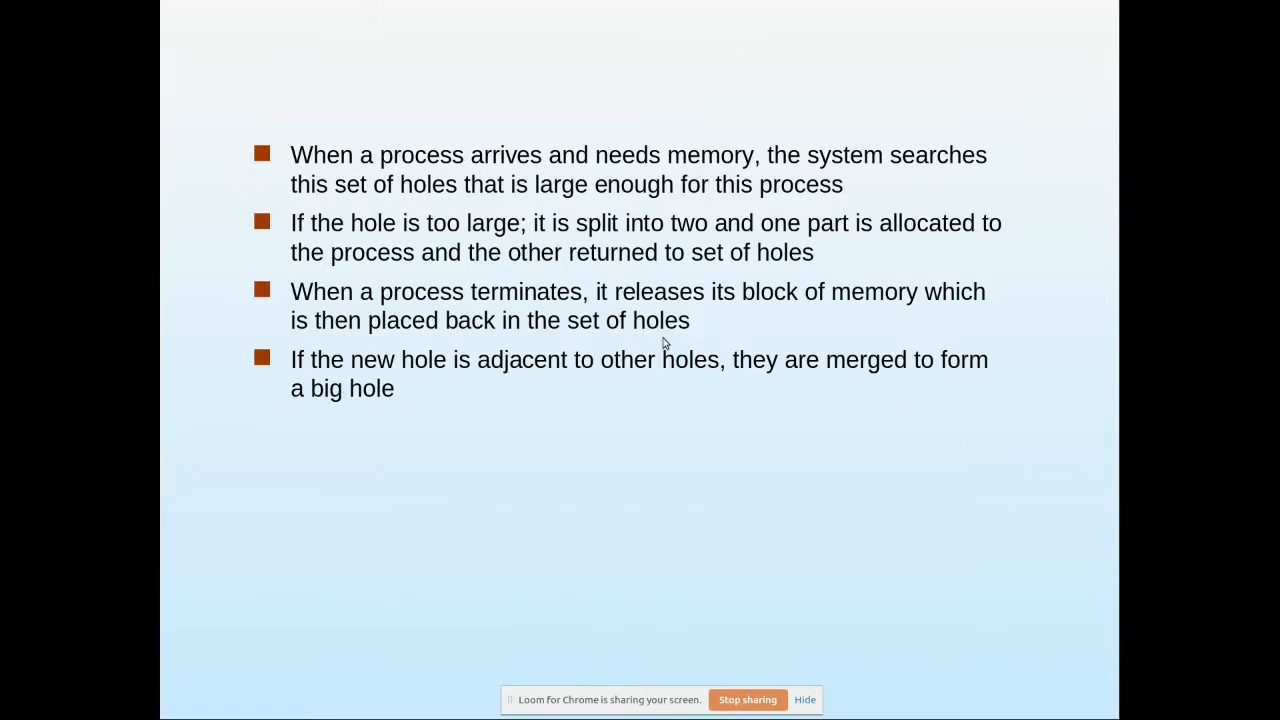 When a process arrives and needs memory, the system searches
this set of holes that is large enough for this process
If the hole is too large; it is split into two and one part is allocated to
the process and the other returned to set of holes
When a process terminates, it releases its block of memory which
is then placed back in the set of holes
If the new hole is adjacent to other holes, they are merged to form
a big hole
Loom for Chrome is sharing your screen. Stop sharing Hide